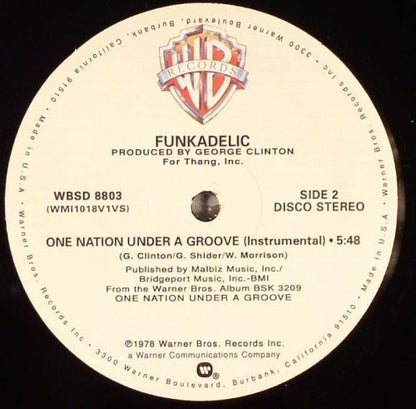 WB
RECORDS
FUNKADELIC
PRODUCED BY GEORGE CLINTON
For Thang, Inc.
WBSD 8803
(WMI1018V1VS)
SIDE 2
DISCO STEREO
ONE NATION UNDER A GROOVE (Instrumental) • 5:48
(G. Clinton/G. Shider/W. Morrison)
Published by Malbiz Music, Inc./
Bridgeport Music, Inc.-BMI
From the Warner Bros. Album BSK 3209
ONE NATION UNDER A GROOVE
℗1978 Warner Bros. Records Inc.
a Warner Communications Company
W ®
Warner Bros. Records Inc. • 3300 Warner Boulevard, Burbank, California 91510 • Made in U.S.A. • Warner Bros. Records Inc. • 3300 Warner Boulevard, Burbank, California 91510 • Made in U.S.A. •